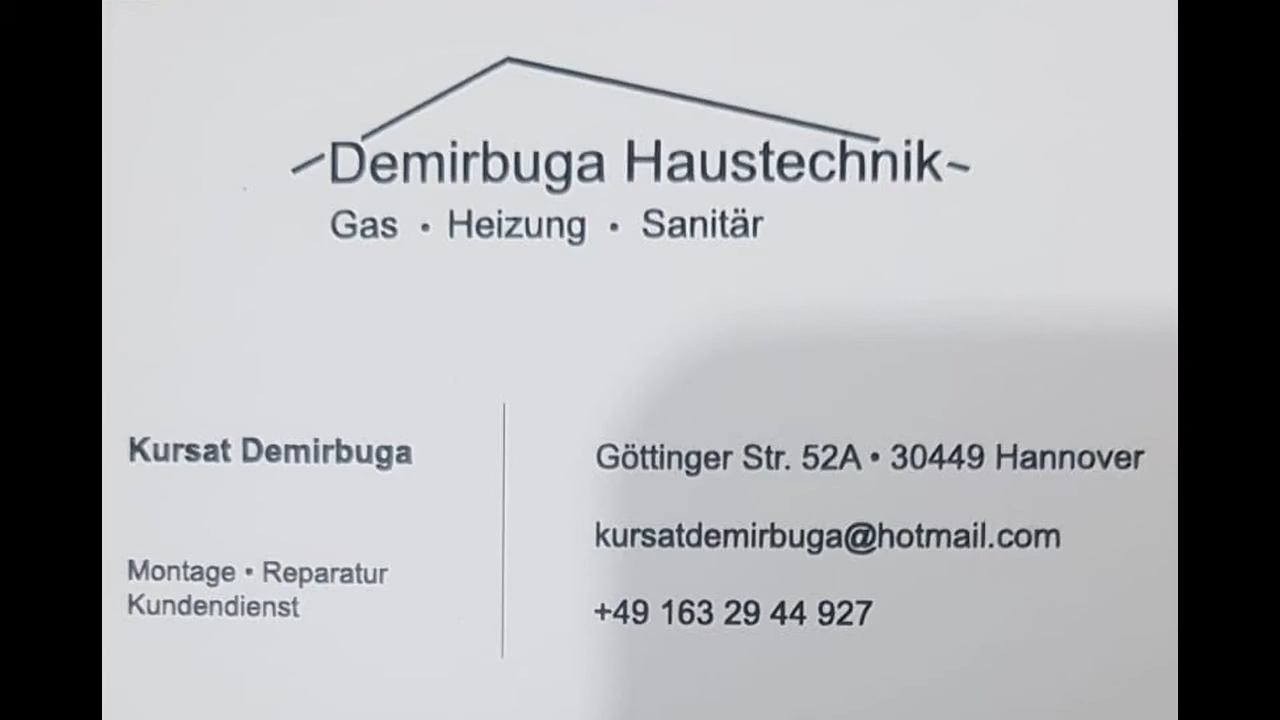 Demirbuga Haustechnik
Gas • Heizung • Sanitär
Kursat Demirbuga
Montage • Reparatur
Kundendienst
Göttinger Str. 52A • 30449 Hannover
kursatdemirbuga@hotmail.com
+49 163 29 44 927